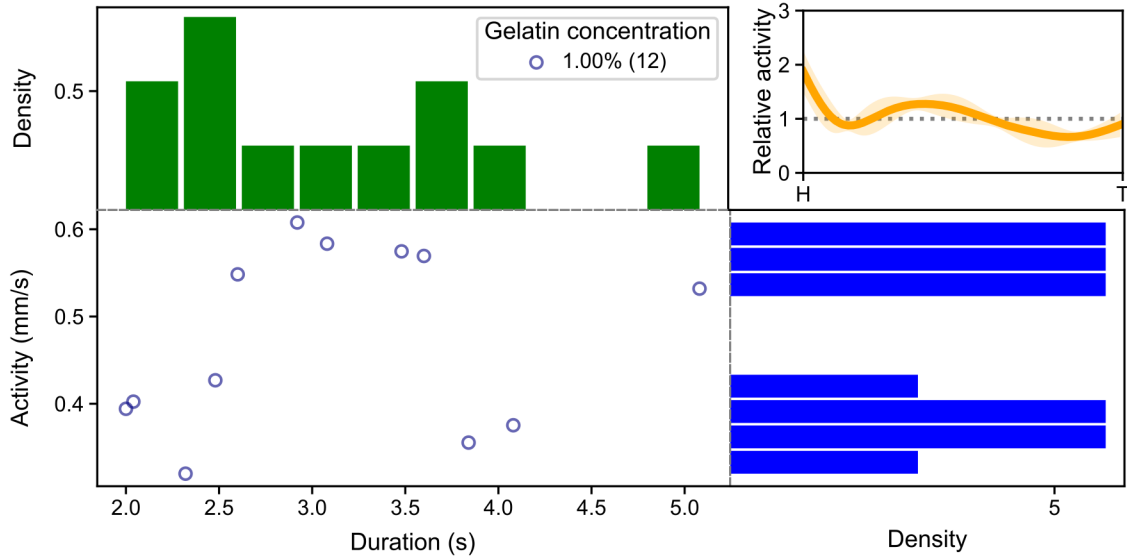 Density
0.5
Gelatin concentration
1.00% (12)
Relative activity
3
2
1
0
H
T
Activity (mm/s)
0.6
0.5
0.4
2.0
2.5
3.0
3.5
4.0
4.5
5.0
Duration (s)
5
Density